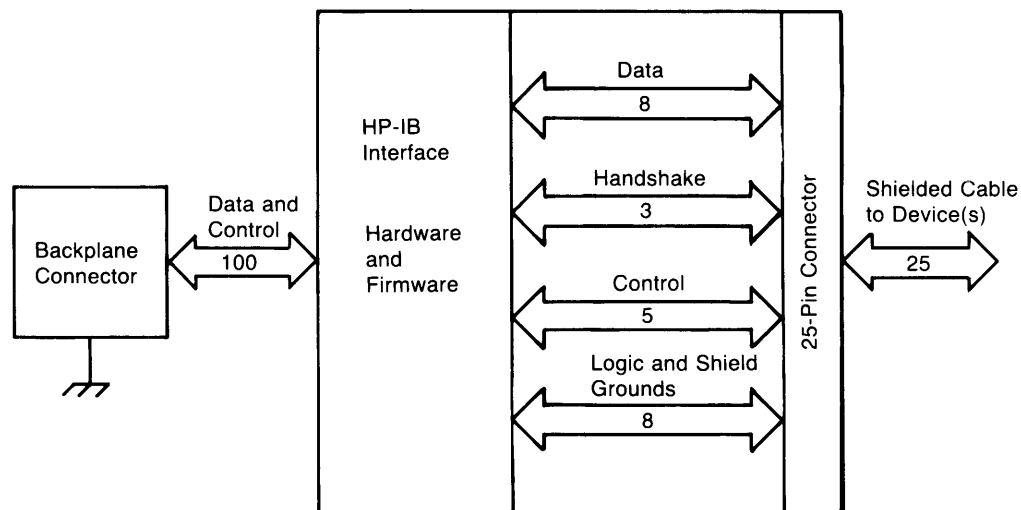 Backplane
Connector
Data and
Control
100
HP-IB
Interface
Hardware
and
Firmware
Data
8
Handshake
3
Control
5
Logic and Shield
Grounds
8
25-Pin Connector
Shielded Cable
to Device(s)
25